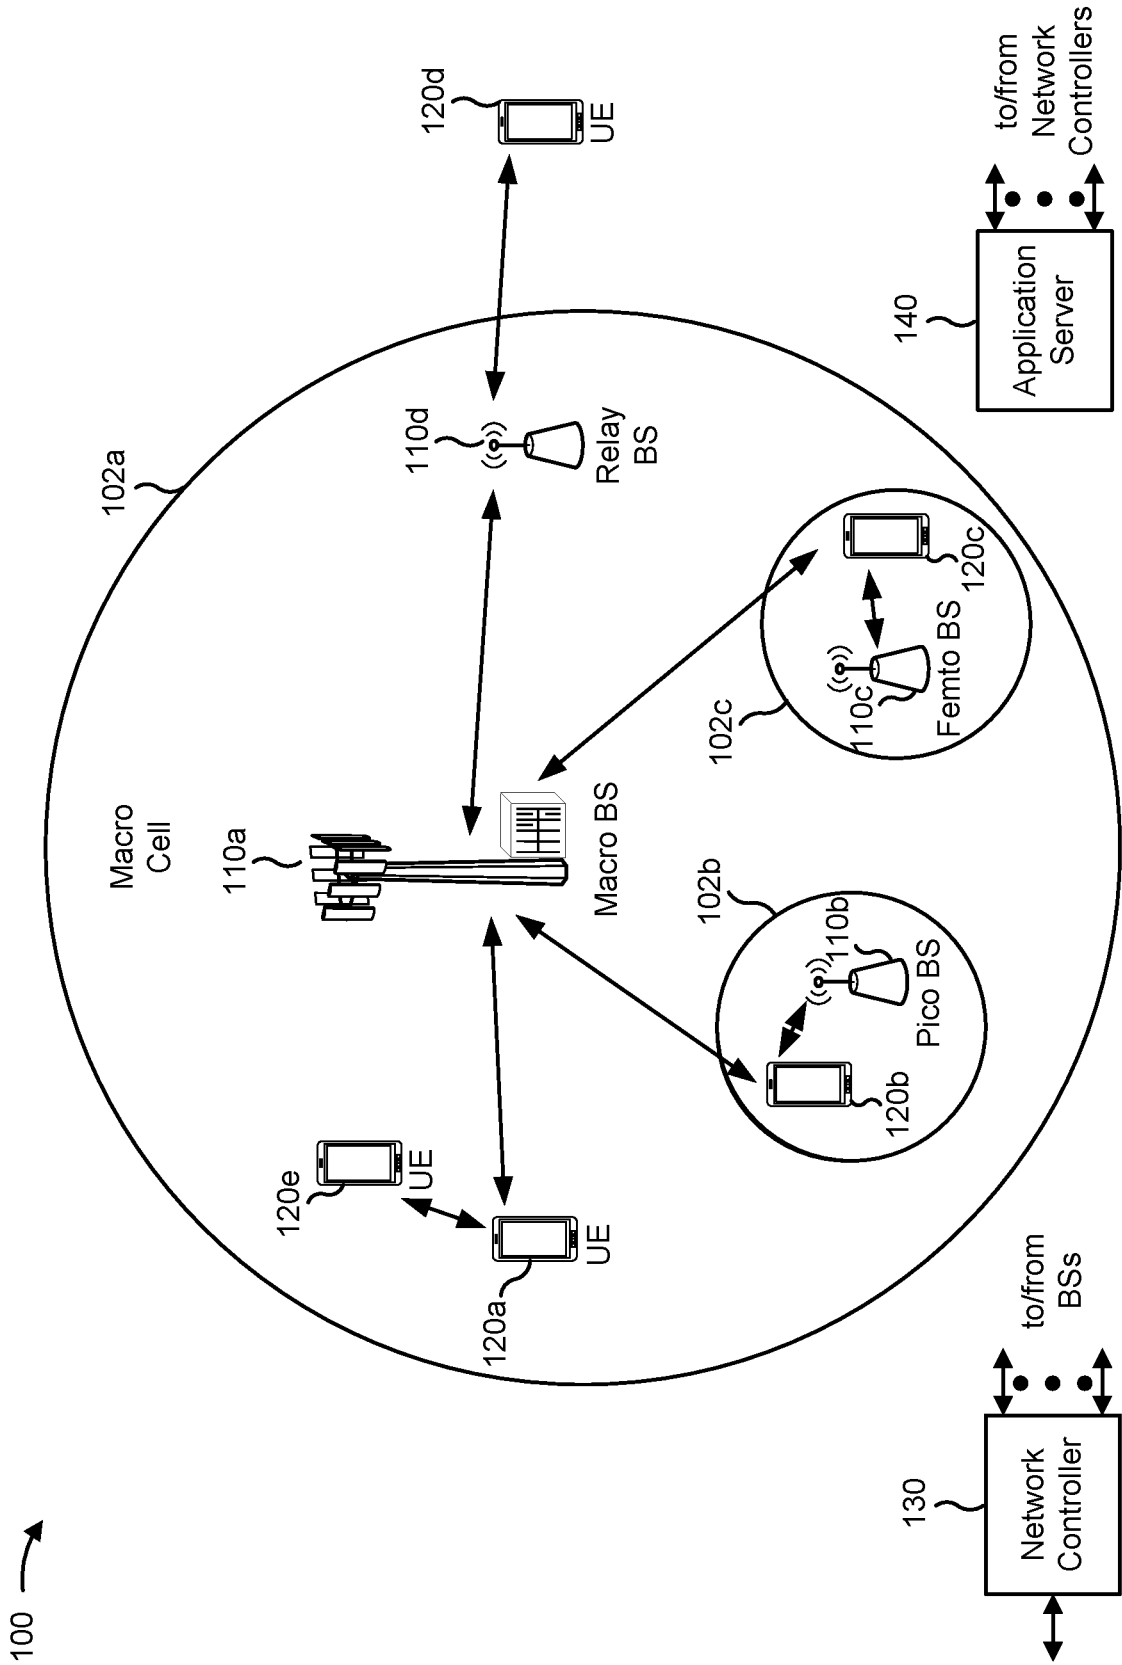 100
102a
Macro
Cell
110a
120d
UE
110d
Relay
BS
120e
UE
120a
UE
Macro BS
102b
110b
Pico BS
120b
102c
110c
Femto BS
120c
130
Network
Controller
to/from
BSs
140
Application
Server
to/from
Network
Controllers